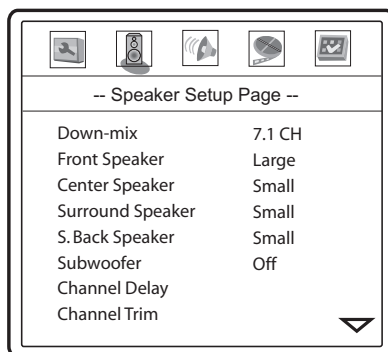 -- Speaker Setup Page --
Down-mix 7.1 CH
Front Speaker Large
Center Speaker Small
Surround Speaker Small
S. Back Speaker Small
Subwoofer Off
Channel Delay
Channel Trim